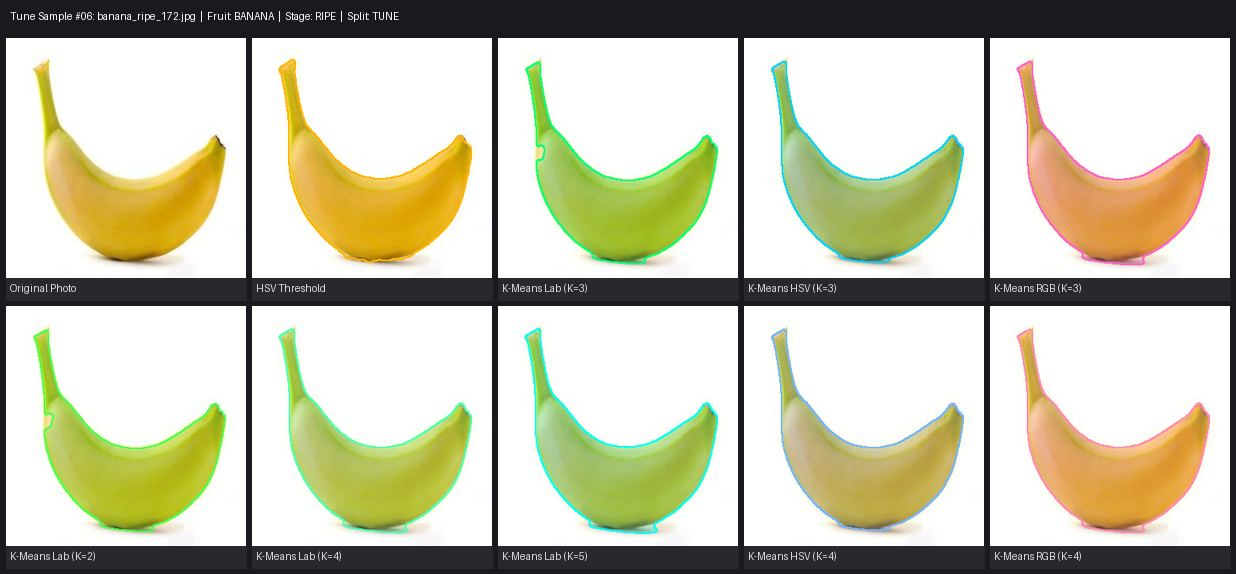 Tune Sample #06: banana_ripe_172.jpg | Fruit: BANANA | Stage: RIPE | Split: TUNE
Original Photo
HSV Threshold
K-Means Lab (K=3)
K-Means HSV (K=3)
K-Means RGB (K=3)
K-Means Lab (K=2)
K-Means Lab (K=4)
K-Means Lab (K=5)
K-Means HSV (K=4)
K-Means RGB (K=4)